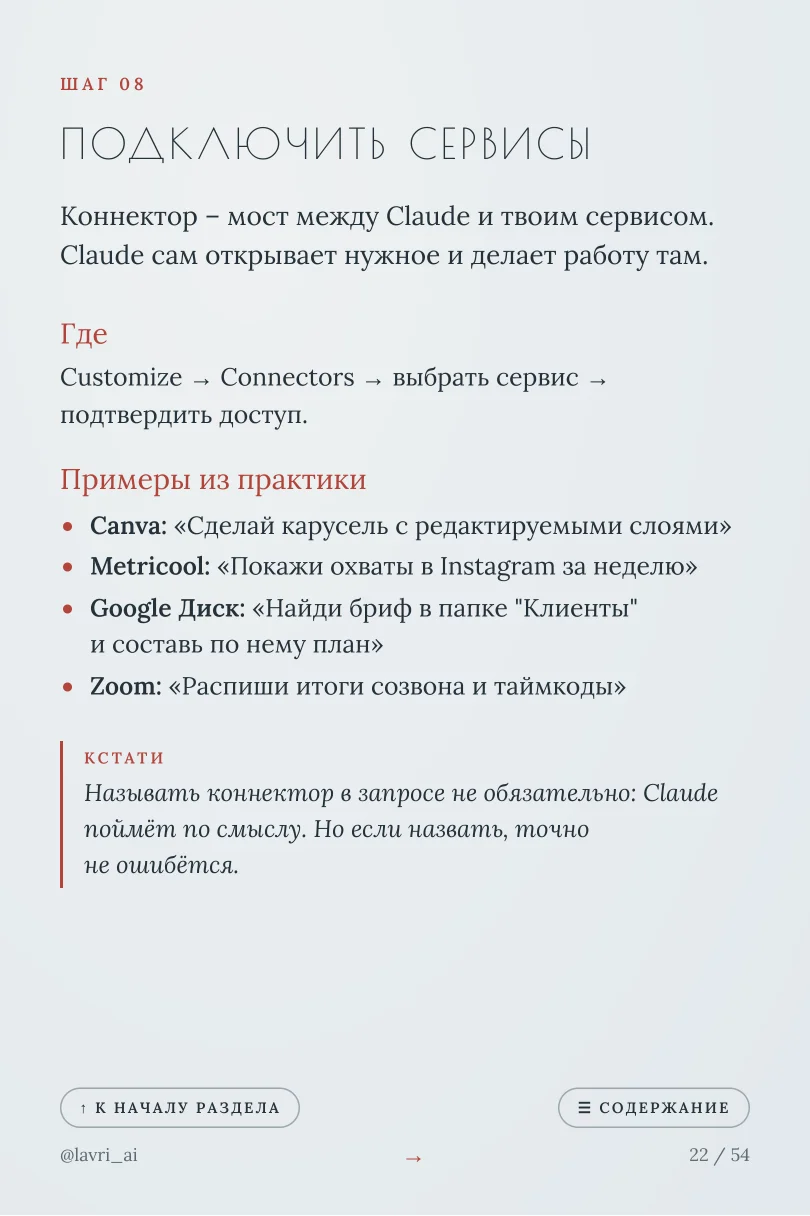 ШАГ 08
ПОДКЛЮЧИТЬ СЕРВИСЫ
Коннектор – мост между Claude и твоим сервисом.
Claude сам открывает нужное и делает работу там.
Где
Customize → Connectors → выбрать сервис →
подтвердить доступ.
Примеры из практики
• Canva: «Сделай карусель с редактируемыми слоями»
• Metricool: «Покажи охваты в Instagram за неделю»
• Google Диск: «Найди бриф в папке "Клиенты"
и составь по нему план»
• Zoom: «Распиши итоги созвона и таймкоды»
КСТАТИ
Называть коннектор в запросе не обязательно: Claude
поймёт по смыслу. Но если назвать, точно
не ошибётся.
↑ К НАЧАЛУ РАЗДЕЛА
☰ СОДЕРЖАНИЕ
@lavri_ai
→
22 / 54